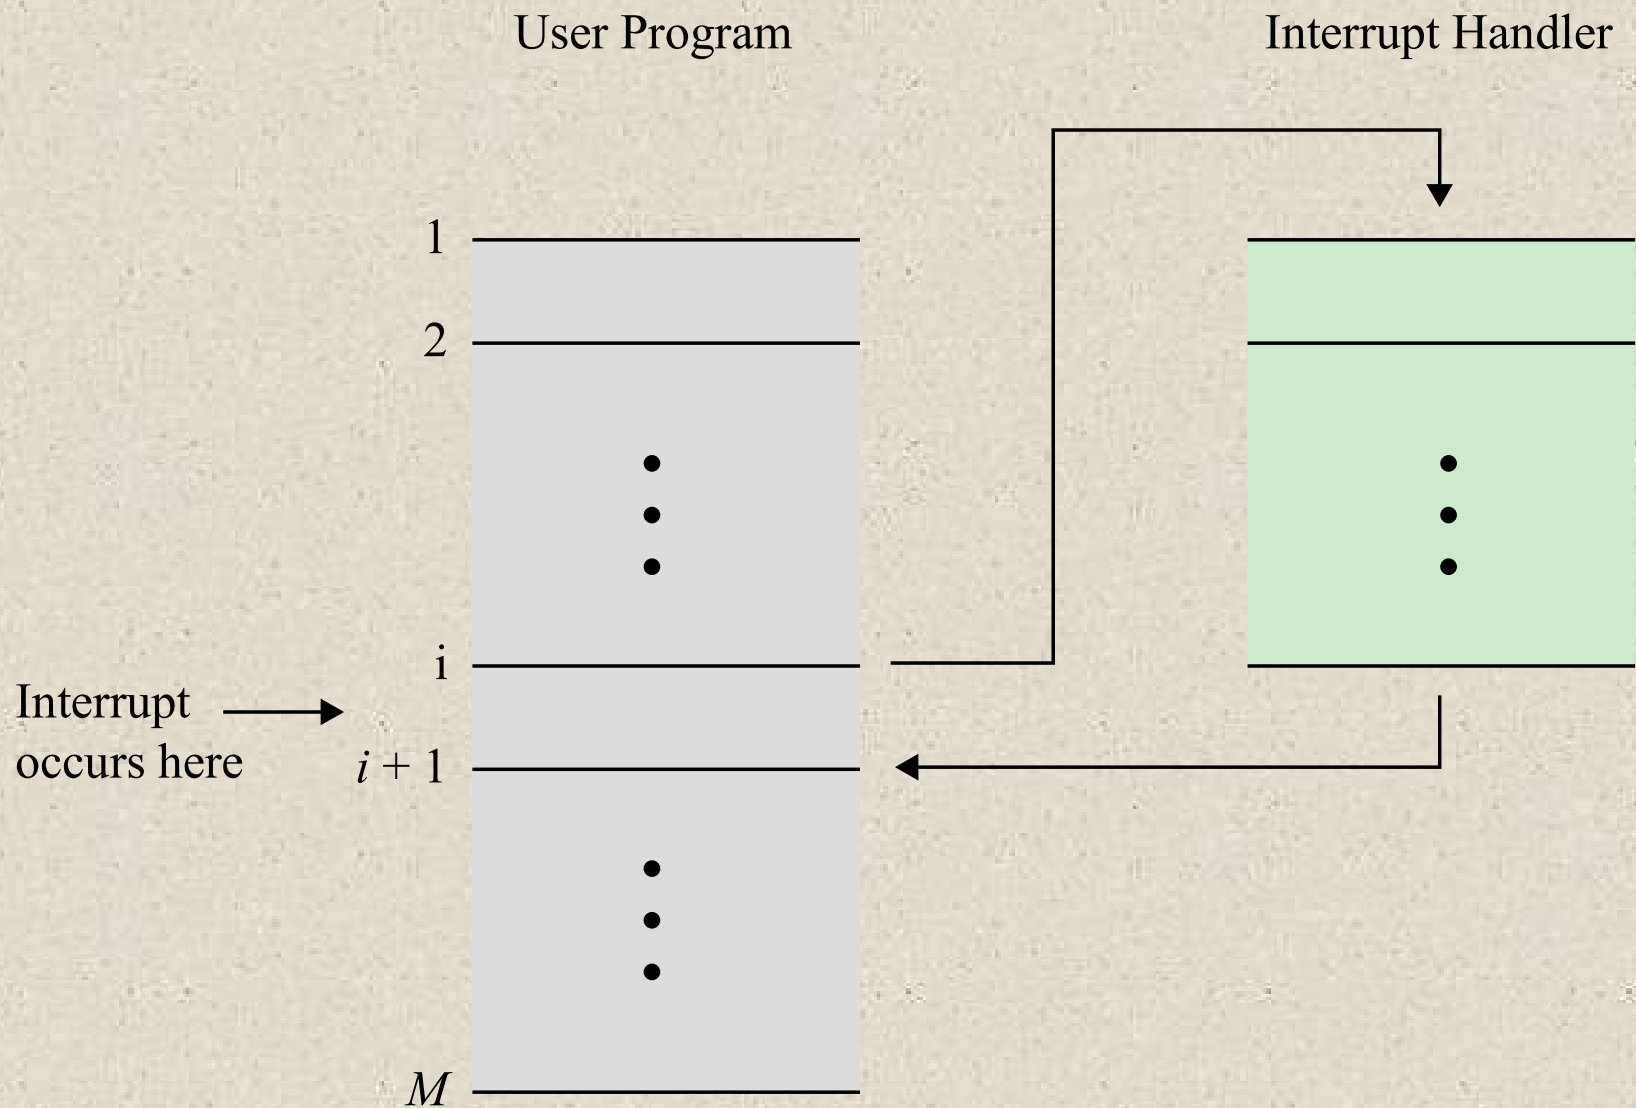 User Program
Interrupt Handler
1
2
i
Interrupt
occurs here
i + 1
M